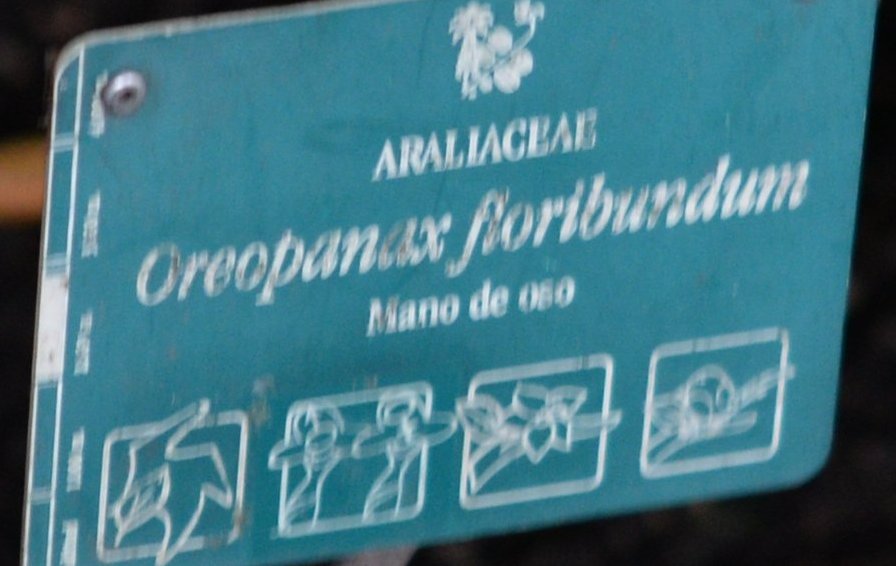 ARALIACEAE
Oreopanax floribundum
Mano de oso